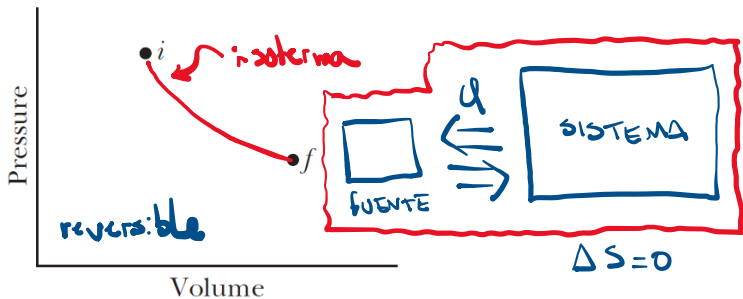 Pressure
Volume
i
isoterma
f
reversible
Q
FUENTE
SISTEMA
ΔS=0